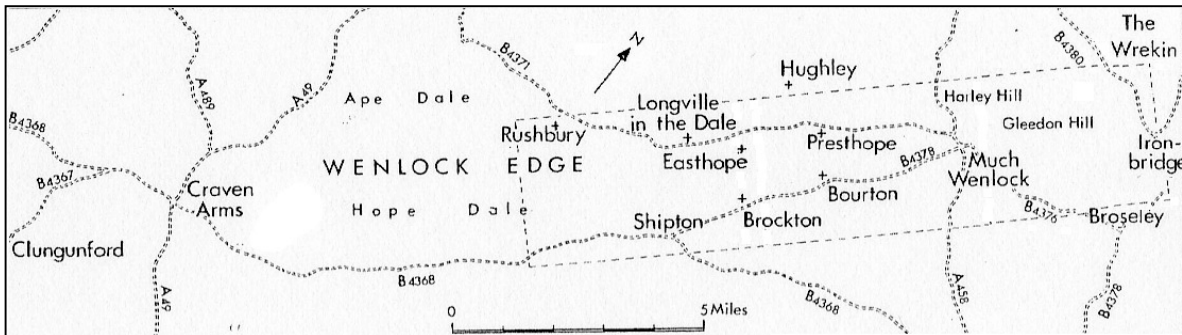 The
Wrekin
B4380
B4371
N
Hughley
A49
A489
Ape Dale
Longville
in the Dale
Harley Hill
Gleedon Hill
B4368
Rushbury
Presthope
Iron-
bridge
WENLOCK EDGE
Easthope
B4378
Much
Wenlock
B4367
Craven
Arms
Bourton
Hope Dale
Shipton
Brockton
B4376
Broseley
Clungunford
B4368
A49
B4368
A458
B4378
0
5 Miles